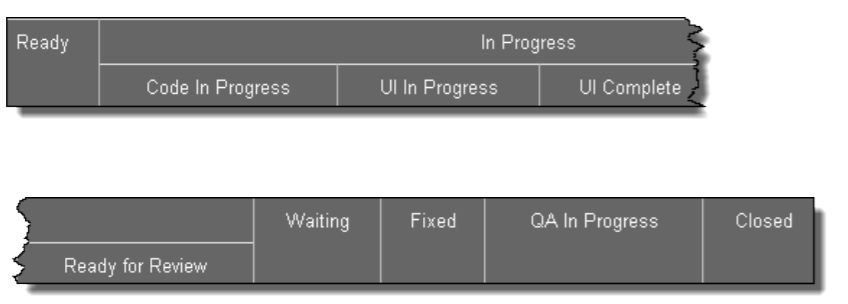 Ready
In Progress
Code In Progress
UI In Progress
UI Complete
Waiting
Fixed
QA In Progress
Closed
Ready for Review